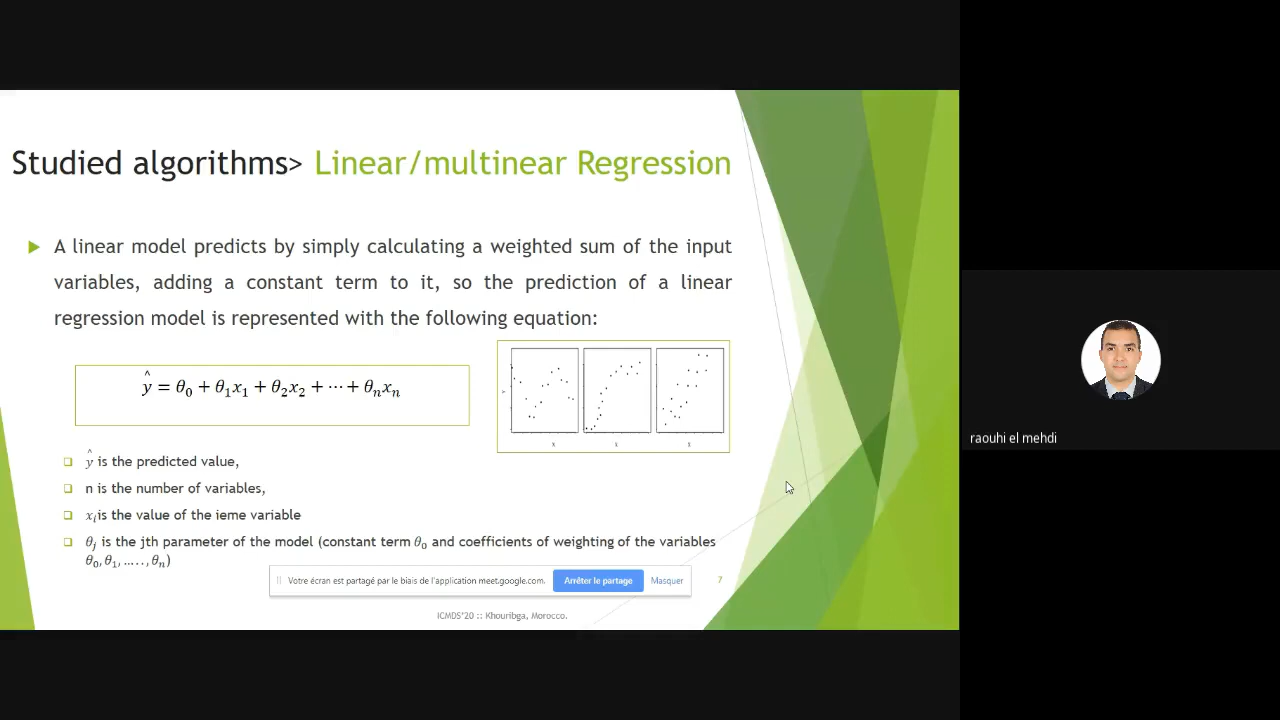 Studied algorithms> Linear/multinear Regression
A linear model predicts by simply calculating a weighted sum of the input
variables, adding a constant term to it, so the prediction of a linear
regression model is represented with the following equation:
ŷ = θ₀ + θ₁x₁ + θ₂x₂ + ⋯ + θₙxₙ
x x x
ŷ is the predicted value,
n is the number of variables,
xᵢis the value of the ieme variable
θⱼ is the jth parameter of the model (constant term θ₀ and coefficients of weighting of the variables
θ₀, θ₁, ….. , θₙ)
Votre écran est partagé par le biais de l'application meet.google.com. Arrêter le partage Masquer
7
ICMDS'20 :: Khouribga, Morocco.
raouhi el mehdi